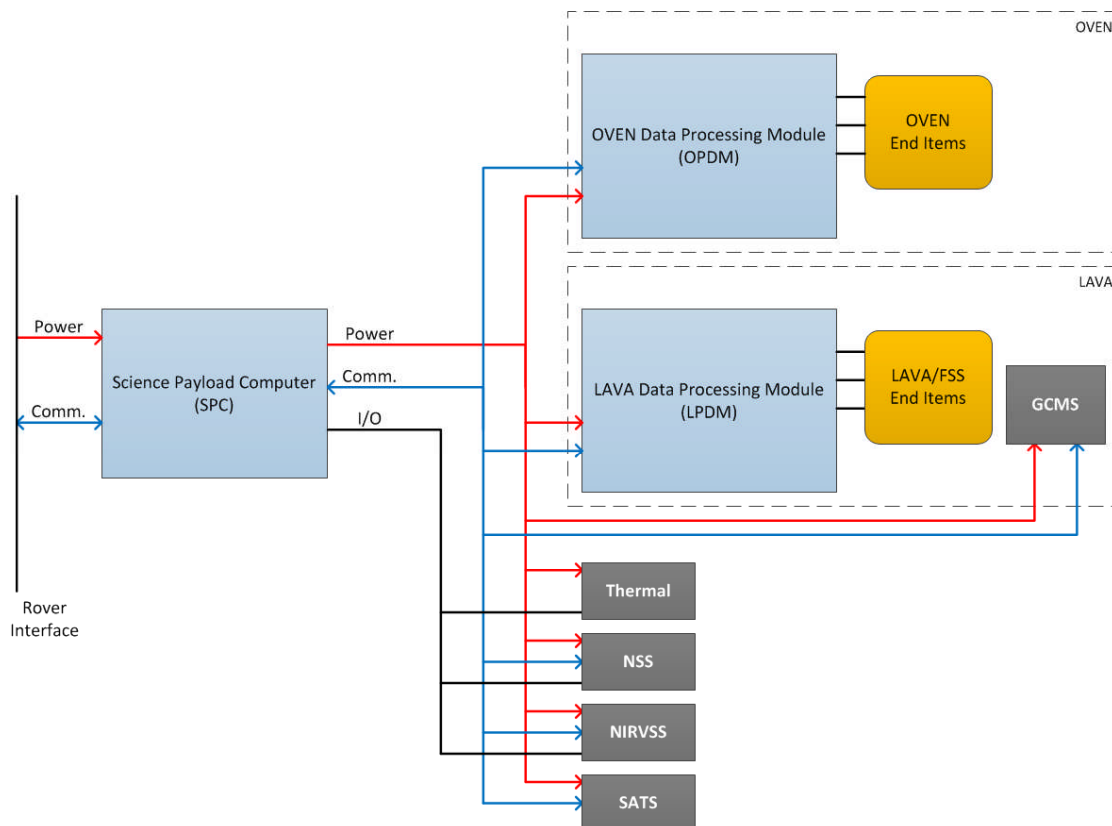 OVEN
OVEN Data Processing Module
(OPDM)
OVEN
End Items
LAVA
Power
Power
Science Payload Computer
(SPC)
Comm.
Comm.
I/O
LAVA Data Processing Module
(LPDM)
LAVA/FSS
End Items
GCMS
Rover
Interface
Thermal
NSS
NIRVSS
SATS